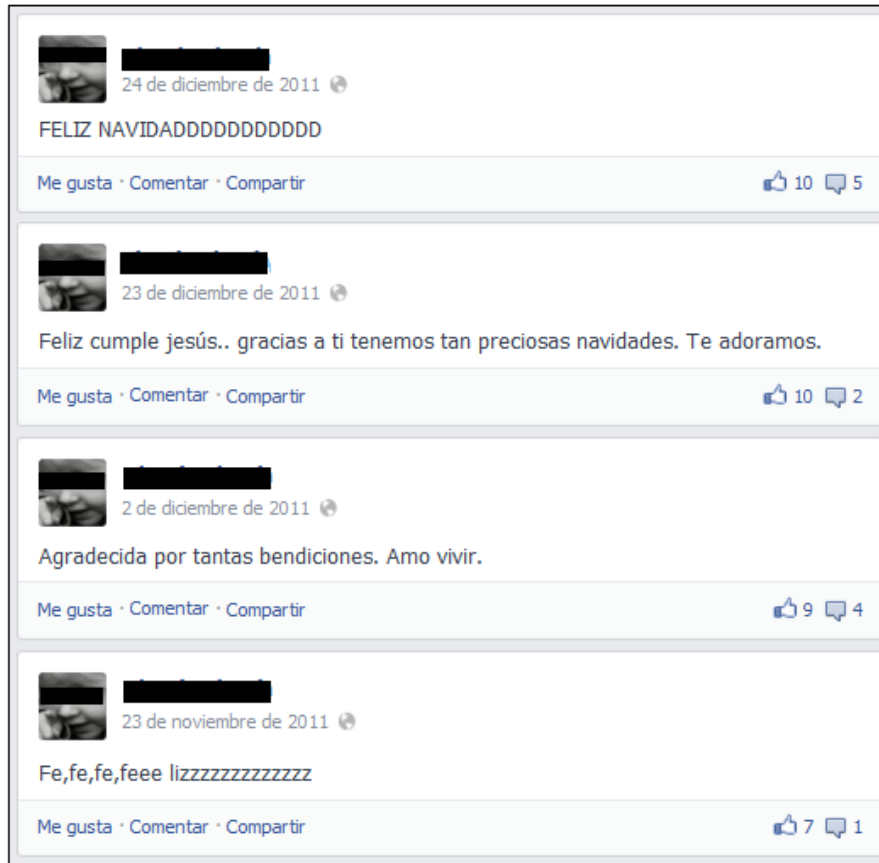 24 de diciembre de 2011
FELIZ NAVIDADDDDDDDDDDD
Me gusta · Comentar · Compartir 10 5
23 de diciembre de 2011
Feliz cumple jesús.. gracias a ti tenemos tan preciosas navidades. Te adoramos.
Me gusta · Comentar · Compartir 10 2
2 de diciembre de 2011
Agradecida por tantas bendiciones. Amo vivir.
Me gusta · Comentar · Compartir 9 4
23 de noviembre de 2011
Fe,fe,fe,feee lizzzzzzzzzzzzz
Me gusta · Comentar · Compartir 7 1